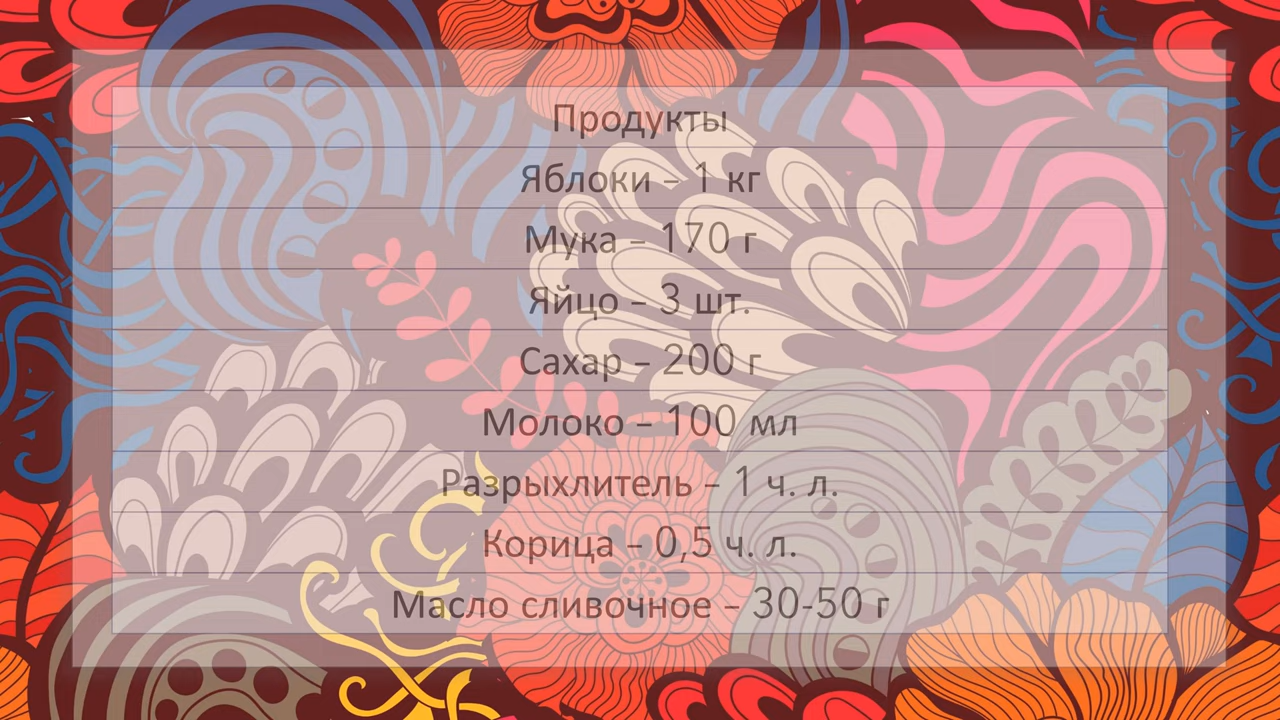 Продукты
Яблоки – 1 кг
Мука – 170 г
Яйцо – 3 шт.
Сахар – 200 г
Молоко – 100 мл
Разрыхлитель – 1 ч. л.
Корица – 0,5 ч. л.
Масло сливочное – 30-50 г